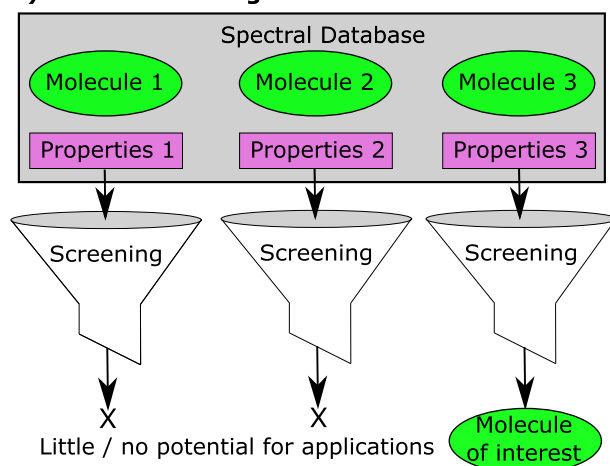 Spectral Database
Molecule 1 Molecule 2 Molecule 3
Properties 1 Properties 2 Properties 3
Screening Screening Screening
X X
Little / no potential for applications
Molecule
of interest